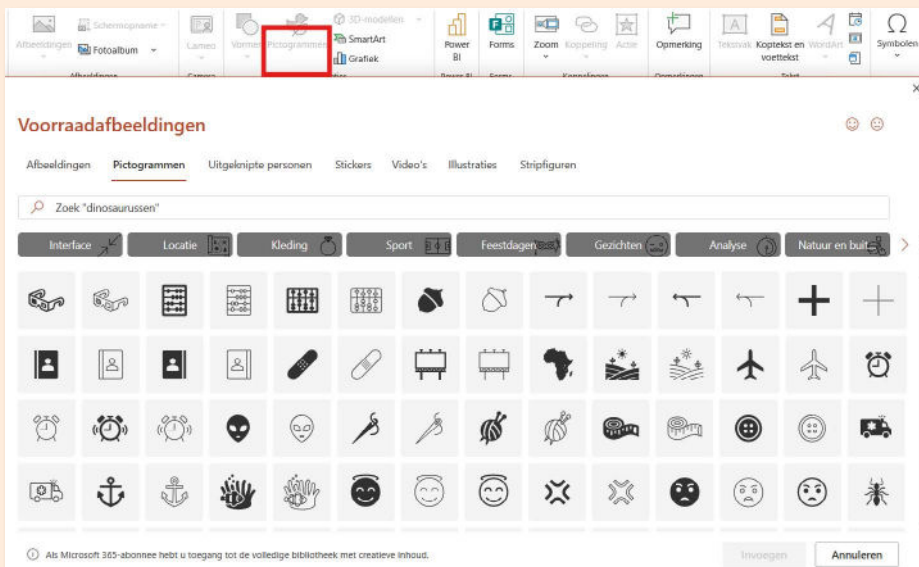 Schermopname
3D-modellen
SmartArt
Afbeeldingen
Fotoalbum
Cameo
Vormen
Pictogrammen
Grafiek
Power
BI
Forms
Zoom
Koppeling
Actie
Opmerking
Tekstvak
Koptekst en
voettekst
WordArt
Symbolen
Voorraadafbeeldingen
Afbeeldingen Pictogrammen Uitgeknipte personen Stickers Video's Illustraties Stripfiguren
Zoek "dinosaurussen"
Interface Locatie Kleding Sport Feestdagen Gezichten Analyse Natuur en buit
Als Microsoft 365-abonnee hebt u toegang tot de volledige bibliotheek met creatieve inhoud.
Invoegen Annuleren